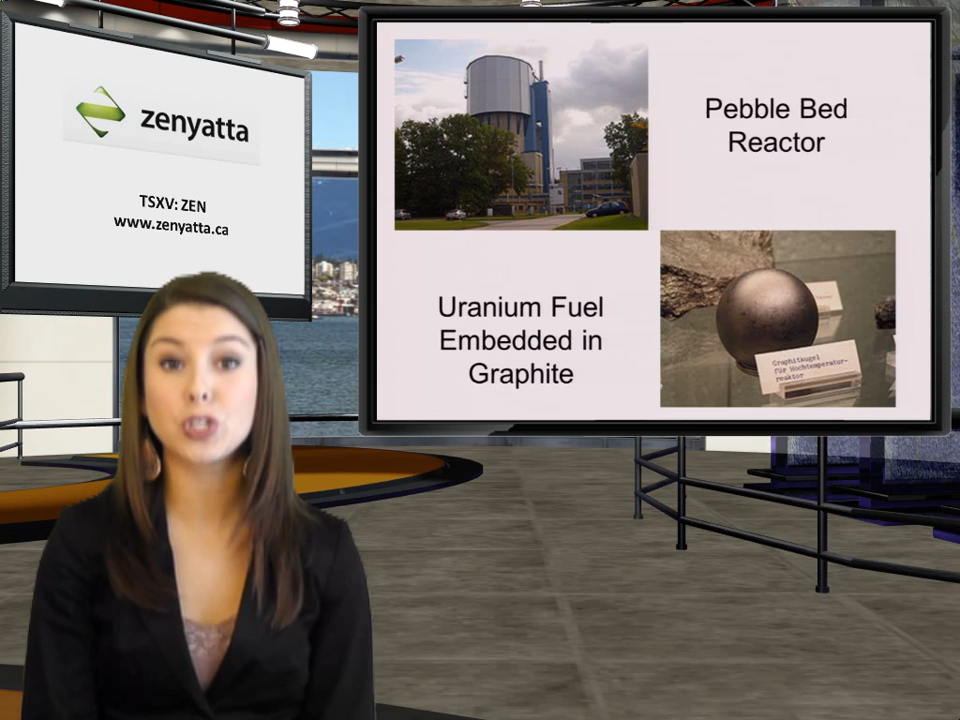 zenyatta
TSXV: ZEN
www.zenyatta.ca
Pebble Bed
Reactor
Uranium Fuel
Embedded in
Graphite
Graphitkugel
für Hochtemperatur-
reaktor